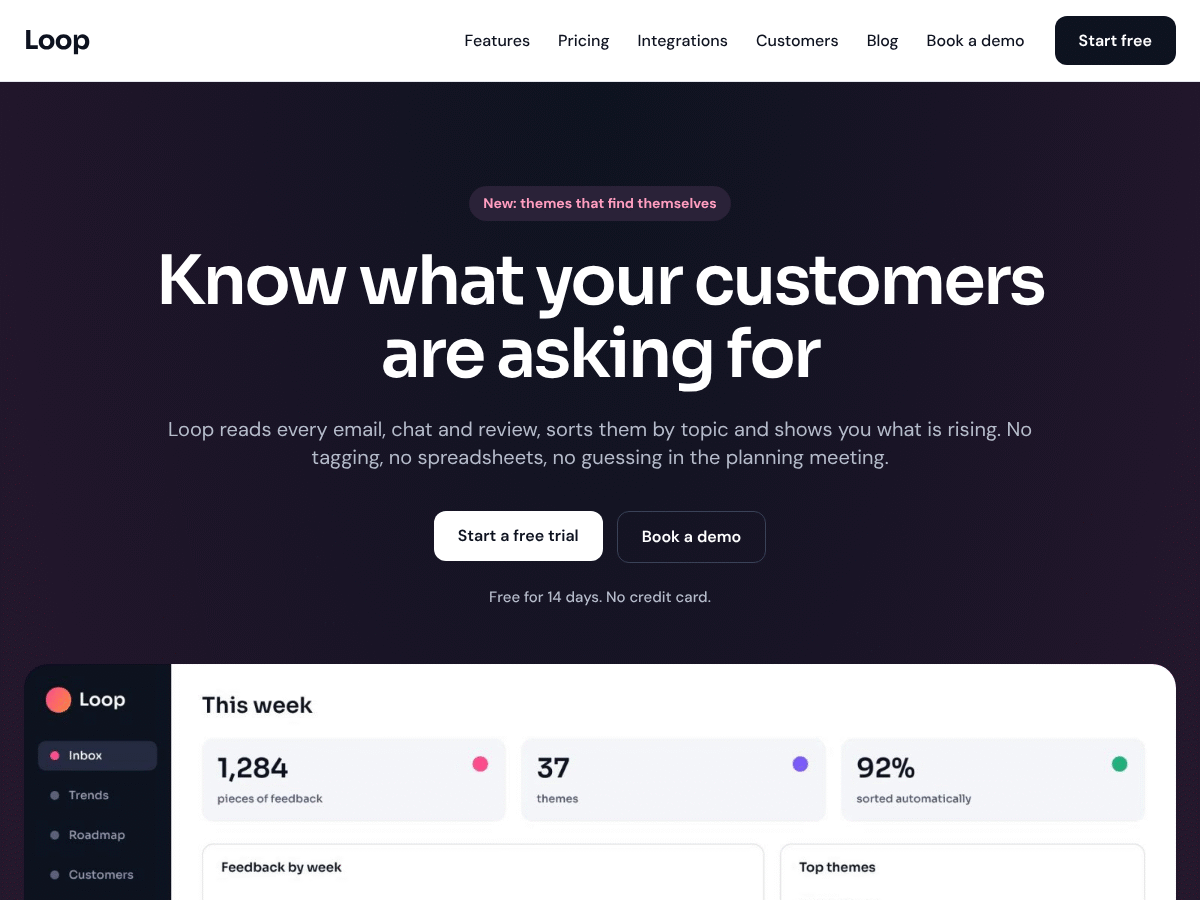 Loop
Features
Pricing
Integrations
Customers
Blog
Book a demo
Start free
New: themes that find themselves
Know what your customers
are asking for
Loop reads every email, chat and review, sorts them by topic and shows you what is rising. No
tagging, no spreadsheets, no guessing in the planning meeting.
Start a free trial
Book a demo
Free for 14 days. No credit card.
Loop
Inbox
Trends
Roadmap
Customers
This week
1,284
pieces of feedback
37
themes
92%
sorted automatically
Feedback by week
Top themes